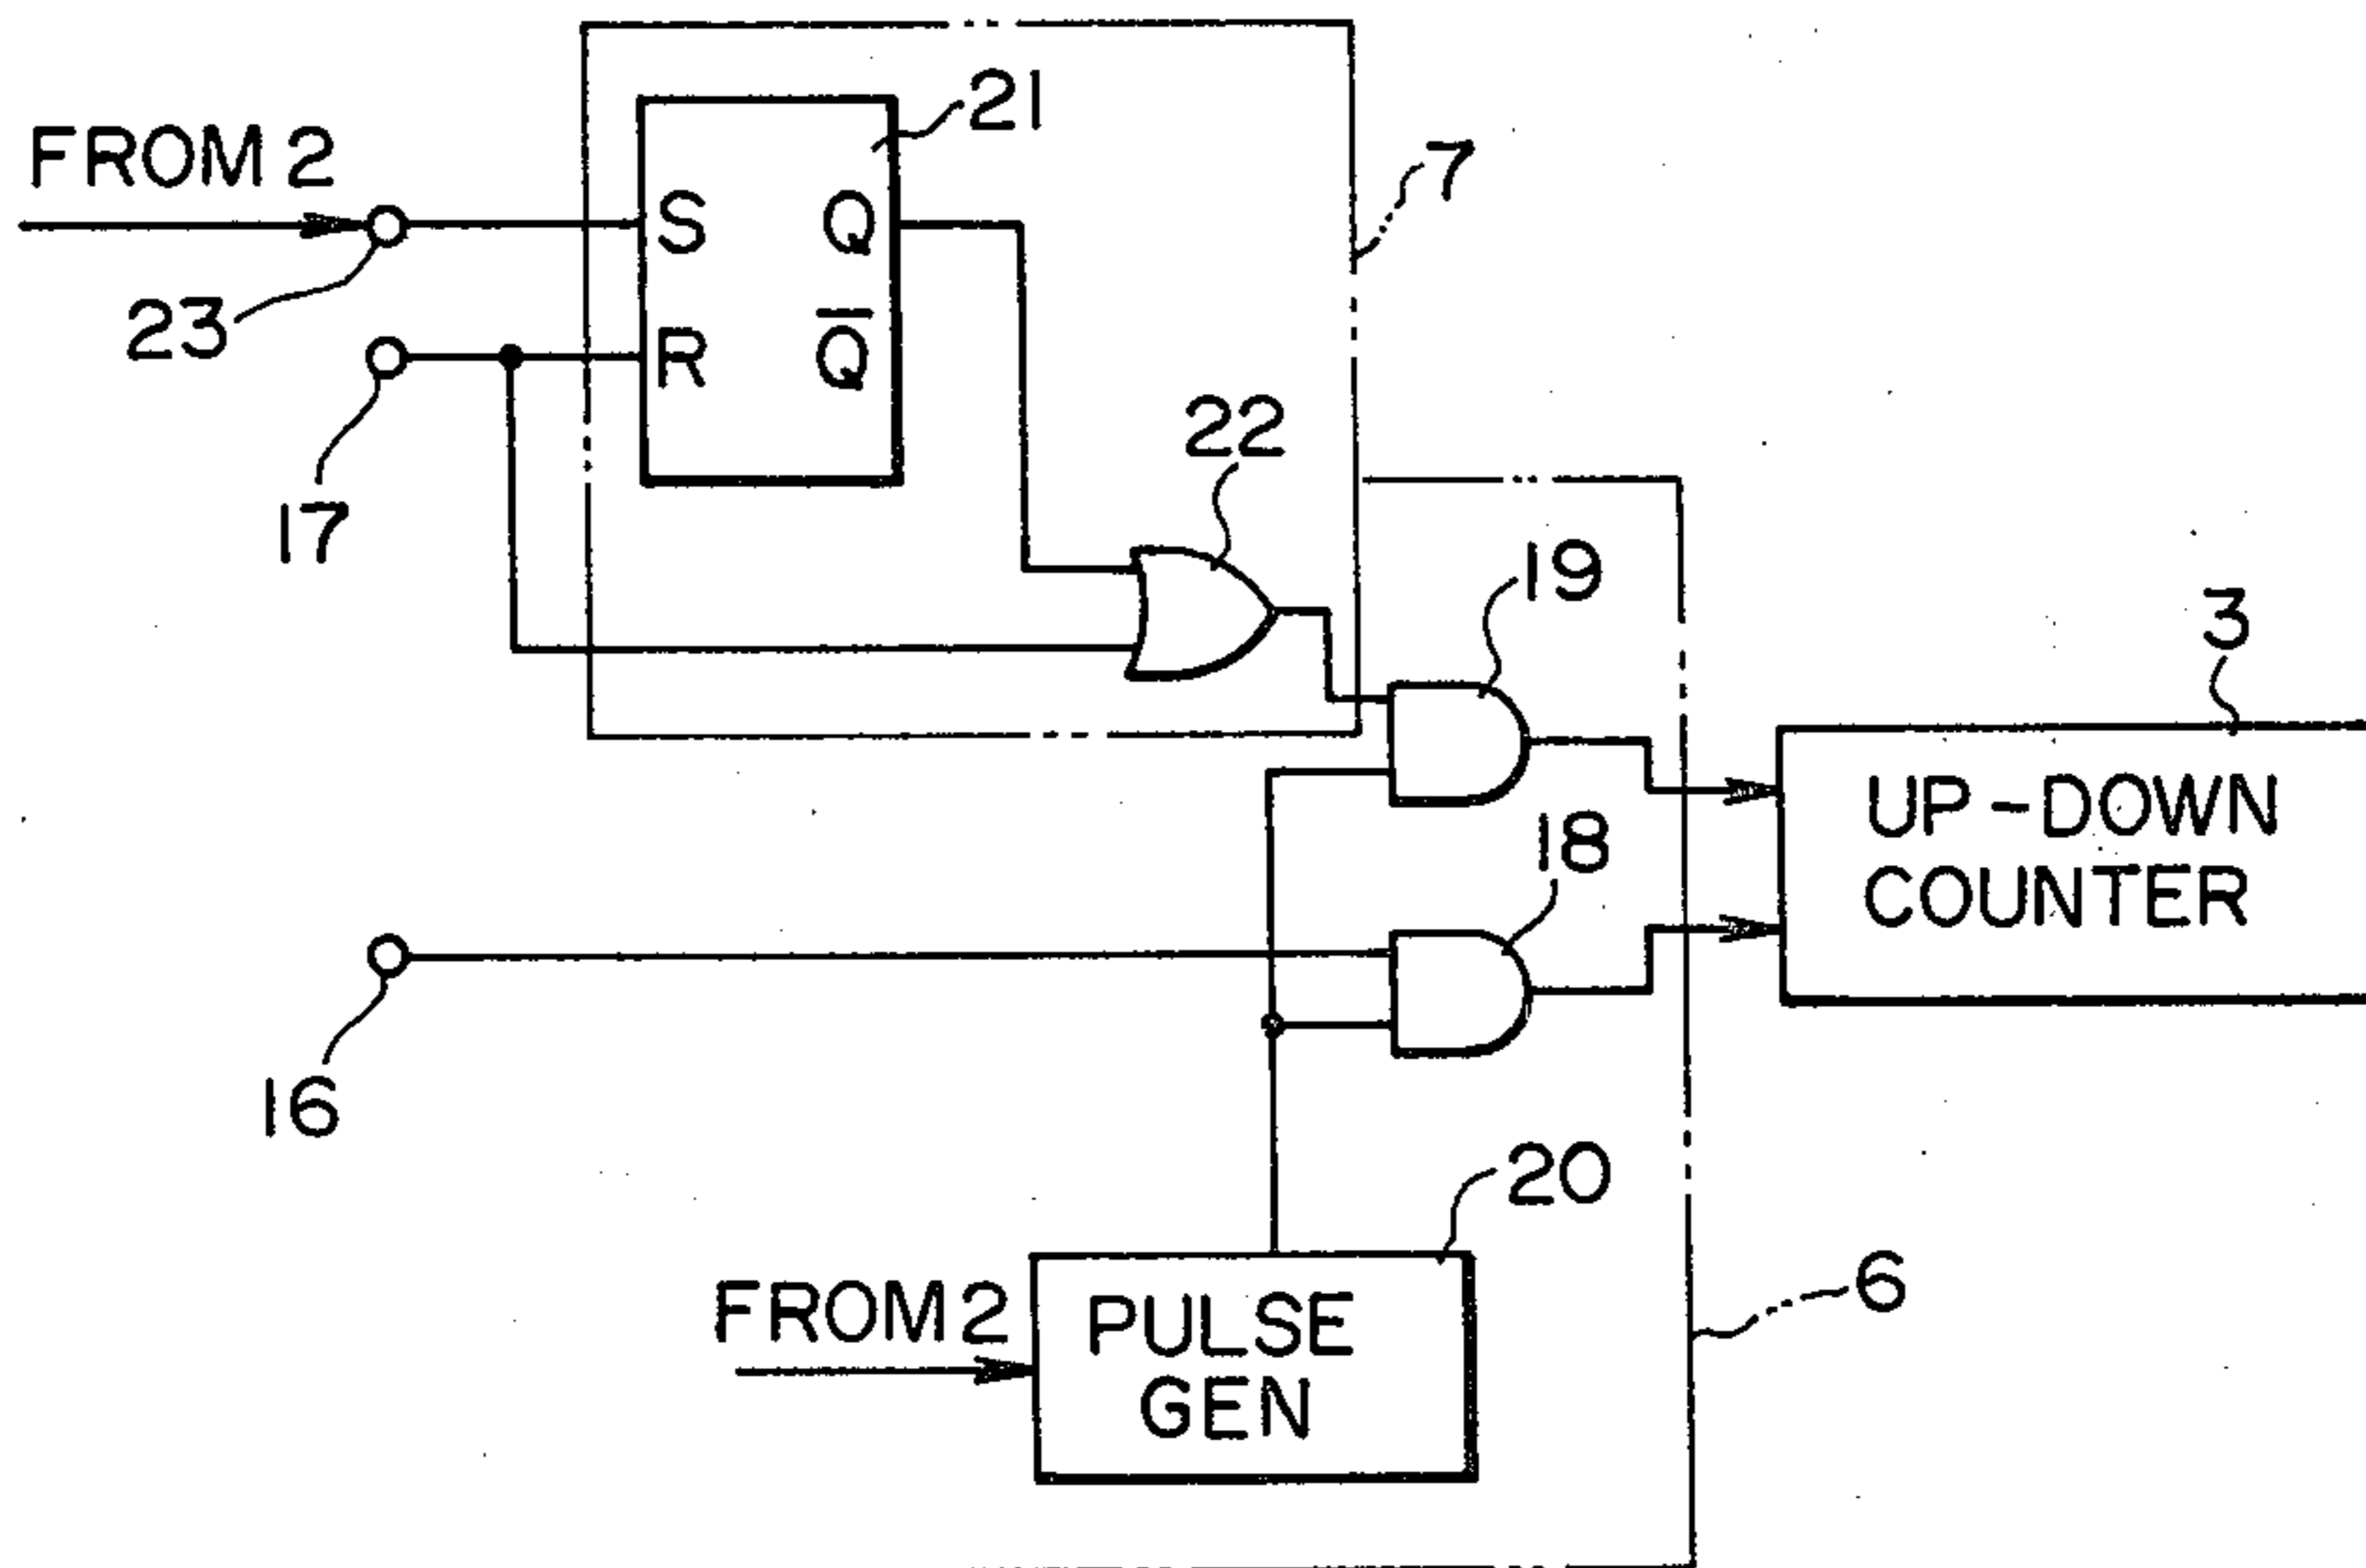 21
FROM 2
7
S Q
23
R Q̅
22
17
19
3
UP-DOWN
COUNTER
18
16
20
FROM 2
PULSE
GEN
6